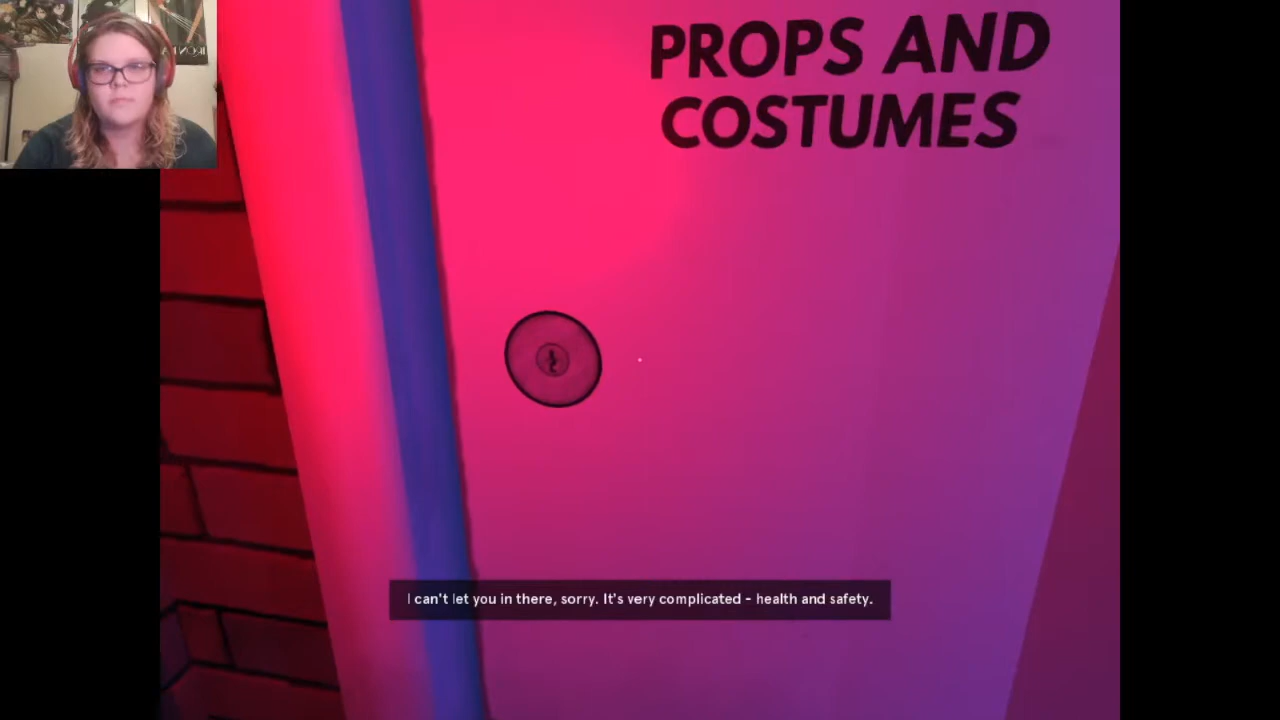 PROPS AND
COSTUMES
I can't let you in there, sorry. It's very complicated - health and safety.